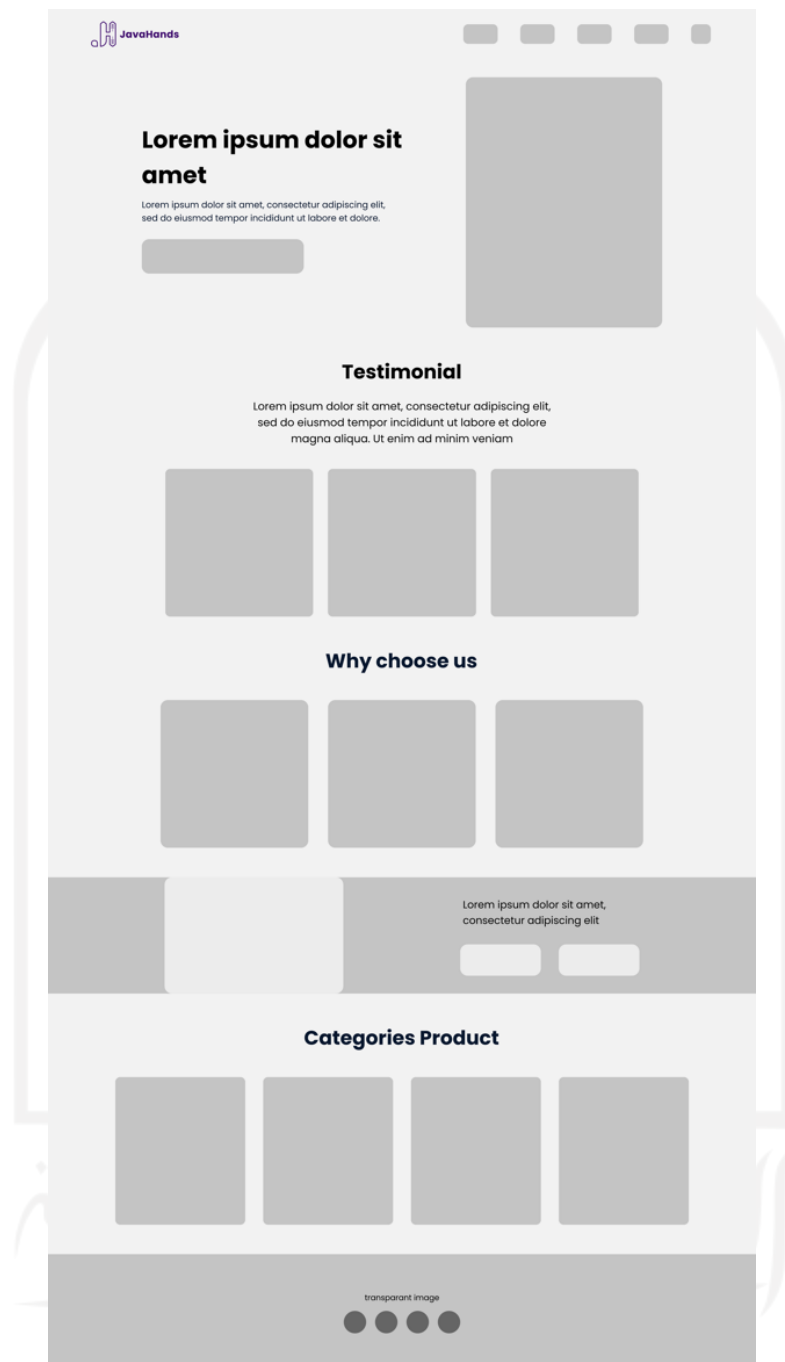 JavaHands
Lorem ipsum dolor sit
amet
Lorem ipsum dolor sit amet, consectetur adipiscing elit,
sed do eiusmod tempor incididunt ut labore et dolore.
Testimonial
Lorem ipsum dolor sit amet, consectetur adipiscing elit,
sed do eiusmod tempor incididunt ut labore et dolore
magna aliqua. Ut enim ad minim veniam
Why choose us
Lorem ipsum dolor sit amet,
consectetur adipiscing elit
Categories Product
transparant image